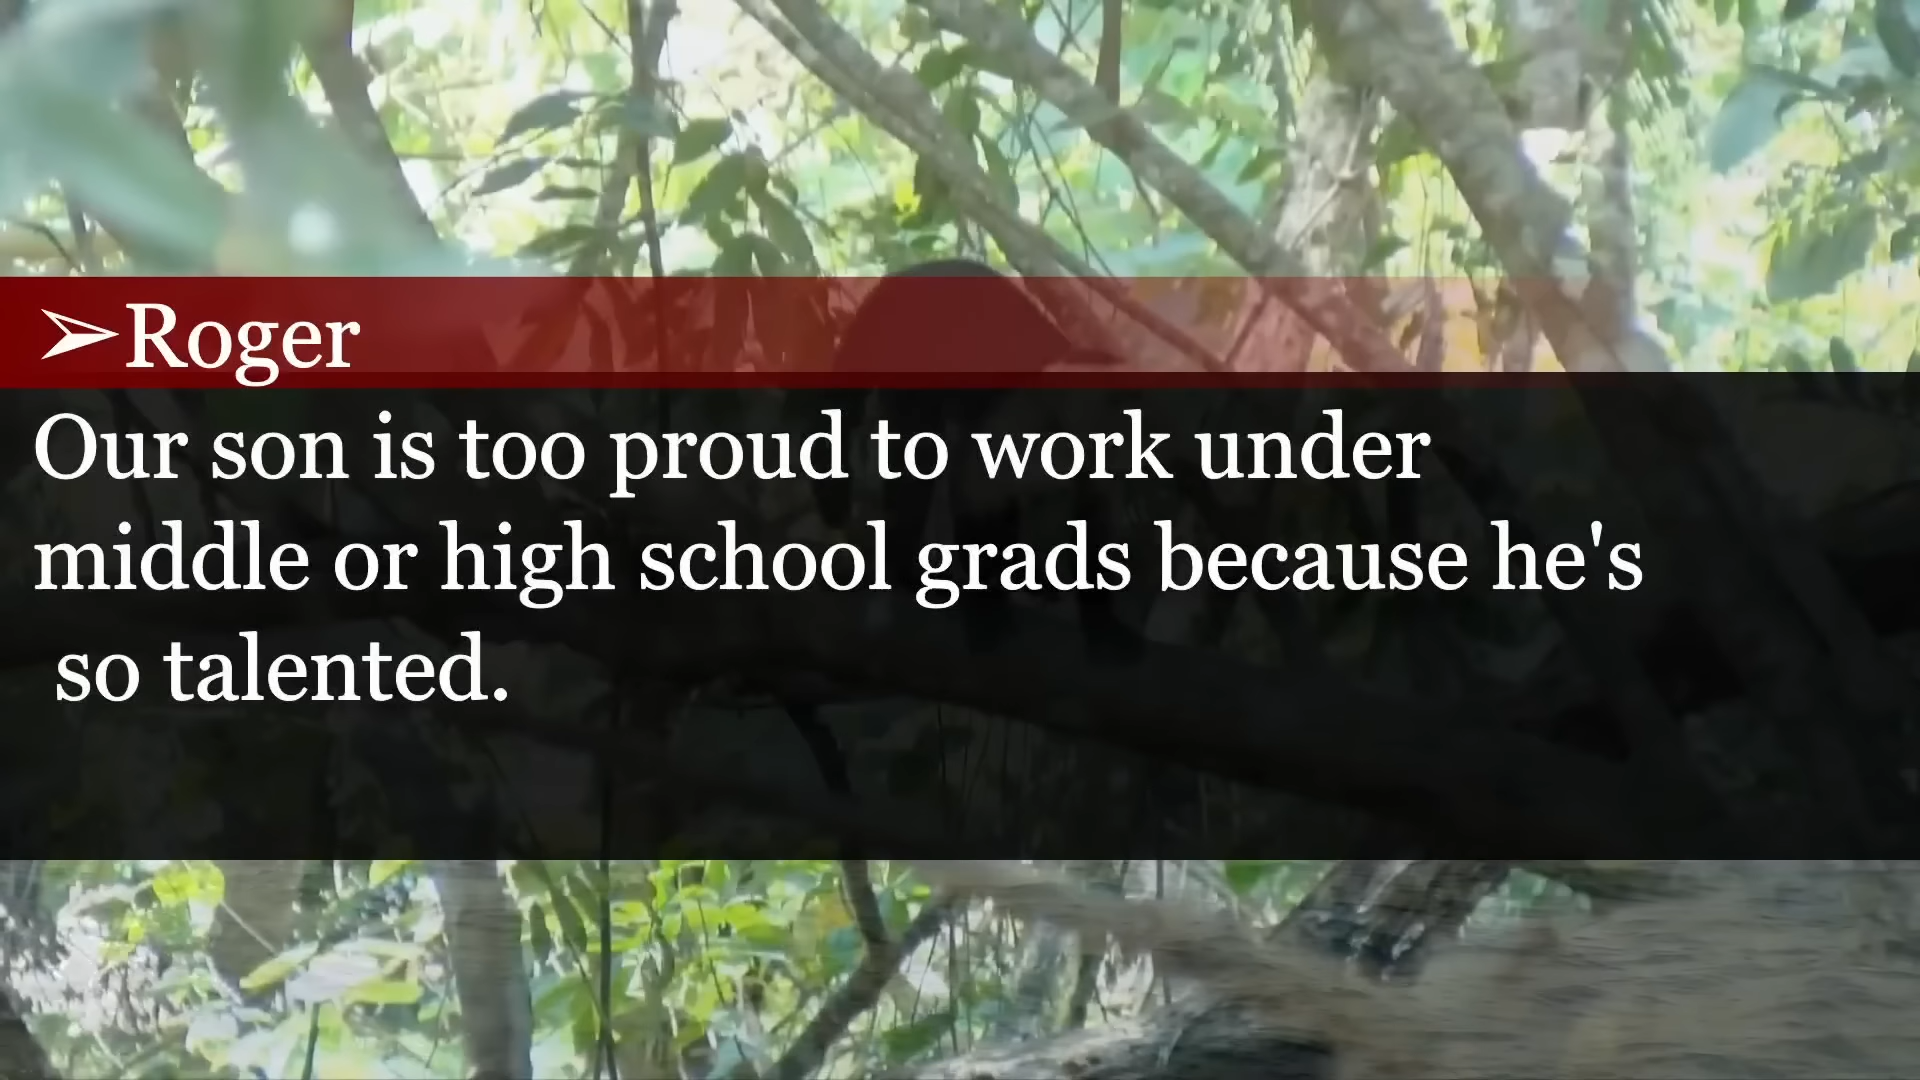 ➢Roger
Our son is too proud to work under
middle or high school grads because he's
so talented.